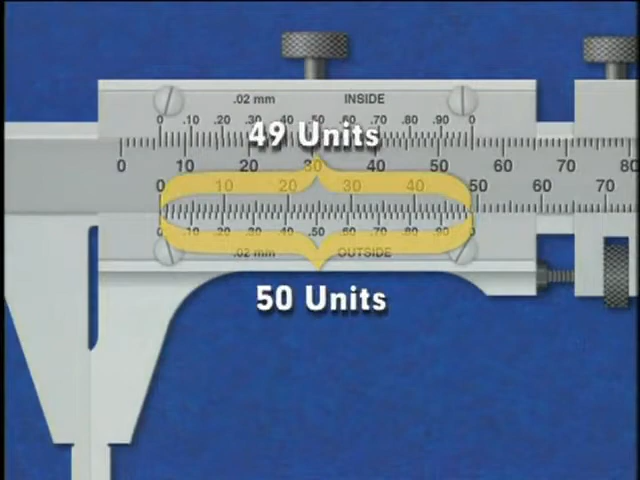 .02 mm INSIDE
0 .10 .20 .30 .40 .50 .60 .70 .80 .90 0
49 Units
0 10 20 30 40 50 60 70 80
0 10 20 30 40 50 60 70
0 .10 .20 .30 .40 .50 .60 .70 .80 .90 0
.02 mm OUTSIDE
50 Units